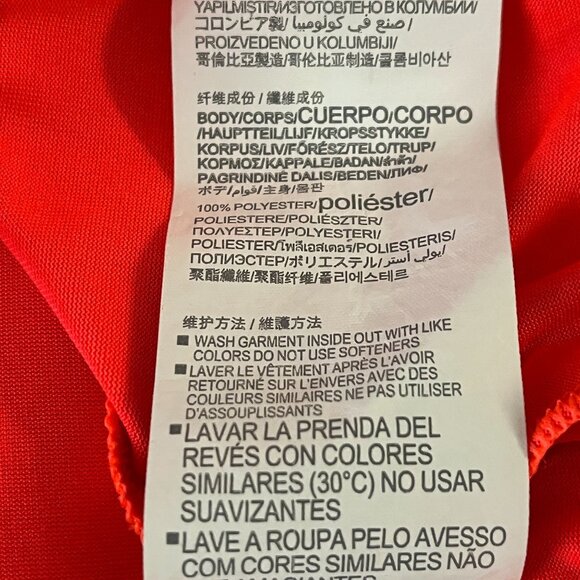 YAPILMIŞTIR/ИЗГОТОВЛЕНО В КОЛУМБИИ/
コロンビア製/ صنع في كولومبيا /
PROIZVEDENO U KOLUMBIJI/
哥倫比亞製造/哥伦比亚制造/콜롬비아산
纤维成份 / 纖維成份
BODY/CORPS/CUERPO/CORPO
/HAUPTTEIL/LIJF/KROPSSTYKKE/
KORPUS/LIV/FŐRÉSZ/TELO/TRUP/
ΚΟΡΜΟΣ/KAPPALE/BADAN/ลำตัว/
PAGRINDINĖ DALIS/BEDEN/ЛИФ/
ボディ/قوام/主身/몸판
100% POLYESTER/poliéster/
POLIESTERE/POLIÉSZTER/
ΠΟΛΥΕΣΤΕΡ/POLYESTERI/
POLIESTER/โพลีเอสเตอร์/POLIESTERIS/
ПОЛИЭСТЕР/ポリエステル/يولي أستر/
聚酯纖維/聚酯纤维/폴리에스테르
维护方法 / 維護方法
■ WASH GARMENT INSIDE OUT WITH LIKE
COLORS DO NOT USE SOFTENERS
■ LAVER LE VÊTEMENT APRÈS L'AVOIR
RETOURNÉ SUR L'ENVERS AVEC DES
COULEURS SIMILAIRES NE PAS UTILISER
D'ASSOUPLISSANTS
■LAVAR LA PRENDA DEL
REVÉS CON COLORES
SIMILARES (30°C) NO USAR
SUAVIZANTES
■LAVE A ROUPA PELO AVESSO
COM CORES SIMILARES NÃO